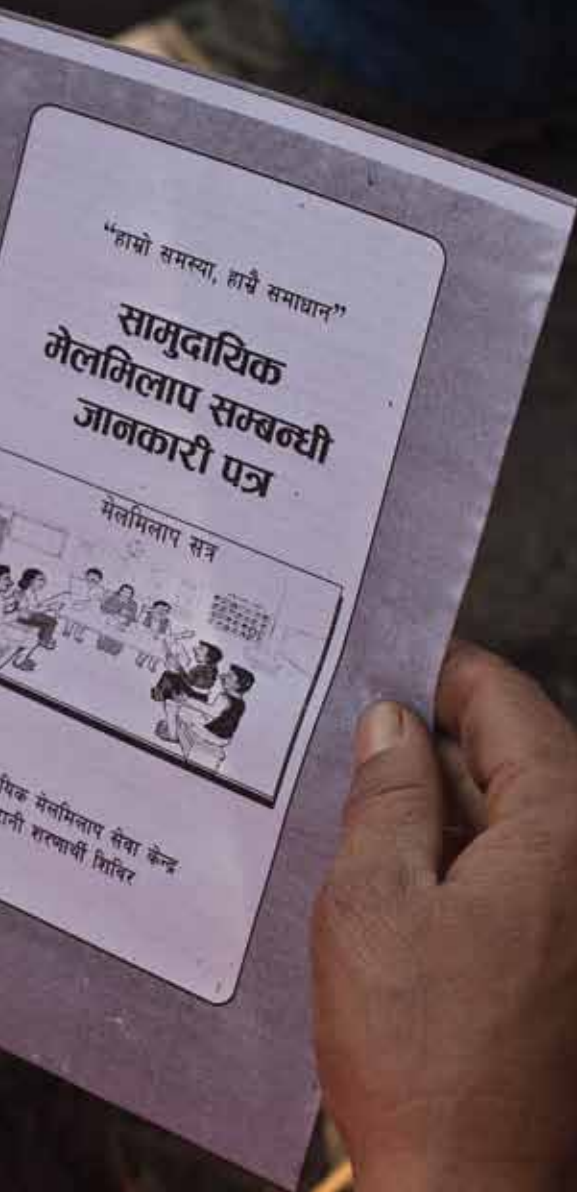 “हाम्रो समस्या, हाम्रै समाधान”
सामुदायिक
मेलमिलाप सम्बन्धी
जानकारी पत्र
मेलमिलाप सत्र
मेलमिलाप सेवा केन्द्र
शरणार्थी शिविर